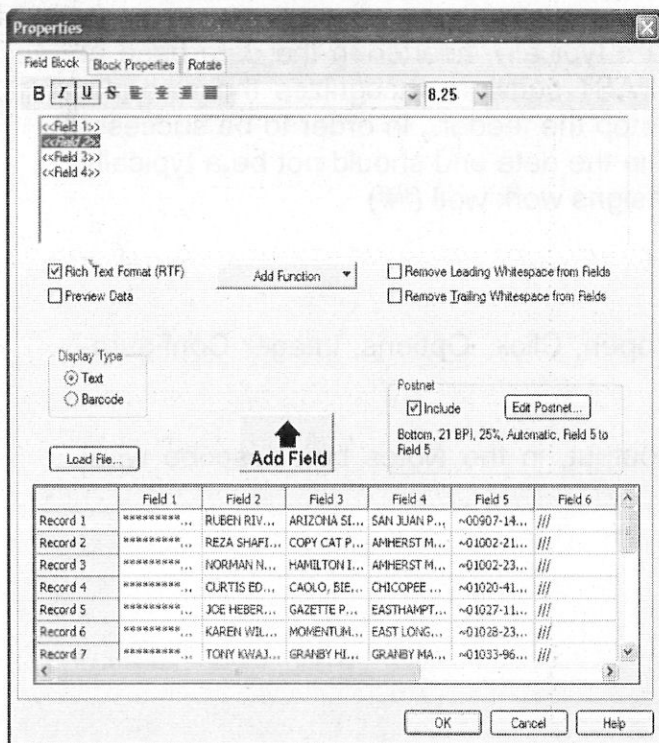 Properties
Field Block Block Properties Rotate
B I U S 8.25
<<Field 1>>
<<Field 2>>
<<Field 3>>
<<Field 4>>
Rich Text Format (RTF) Add Function Remove Leading Whitespace from Fields
Preview Data Remove Trailing Whitespace from Fields
Display Type
Text
Barcode
Postnet
Include Edit Postnet...
Bottom, 21 BPI, 25%, Automatic, Field 5 to
Field 5
Load File... Add Field
Field 1 Field 2 Field 3 Field 4 Field 5 Field 6
Record 1 *********... RUBEN RIV... ARIZONA SI... SAN JUAN P... ~00907-14... ///
Record 2 *********... REZA SHAFI... COPY CAT P... AMHERST M... ~01002-21... ///
Record 3 *********... NORMAN N... HAMILTON I... AMHERST M... ~01002-23... ///
Record 4 *********... CURTIS ED... CAOLO, BIE... CHICOPEE ... ~01020-41... ///
Record 5 *********... JOE HEBER... GAZETTE P... EASTHAMPT... ~01027-11... ///
Record 6 *********... KAREN WIL... MOMENTUM... EAST LONG... ~01028-23... ///
Record 7 *********... TONY KWAJ... GRANBY HI... GRANBY MA... ~01033-96... ///
OK Cancel Help